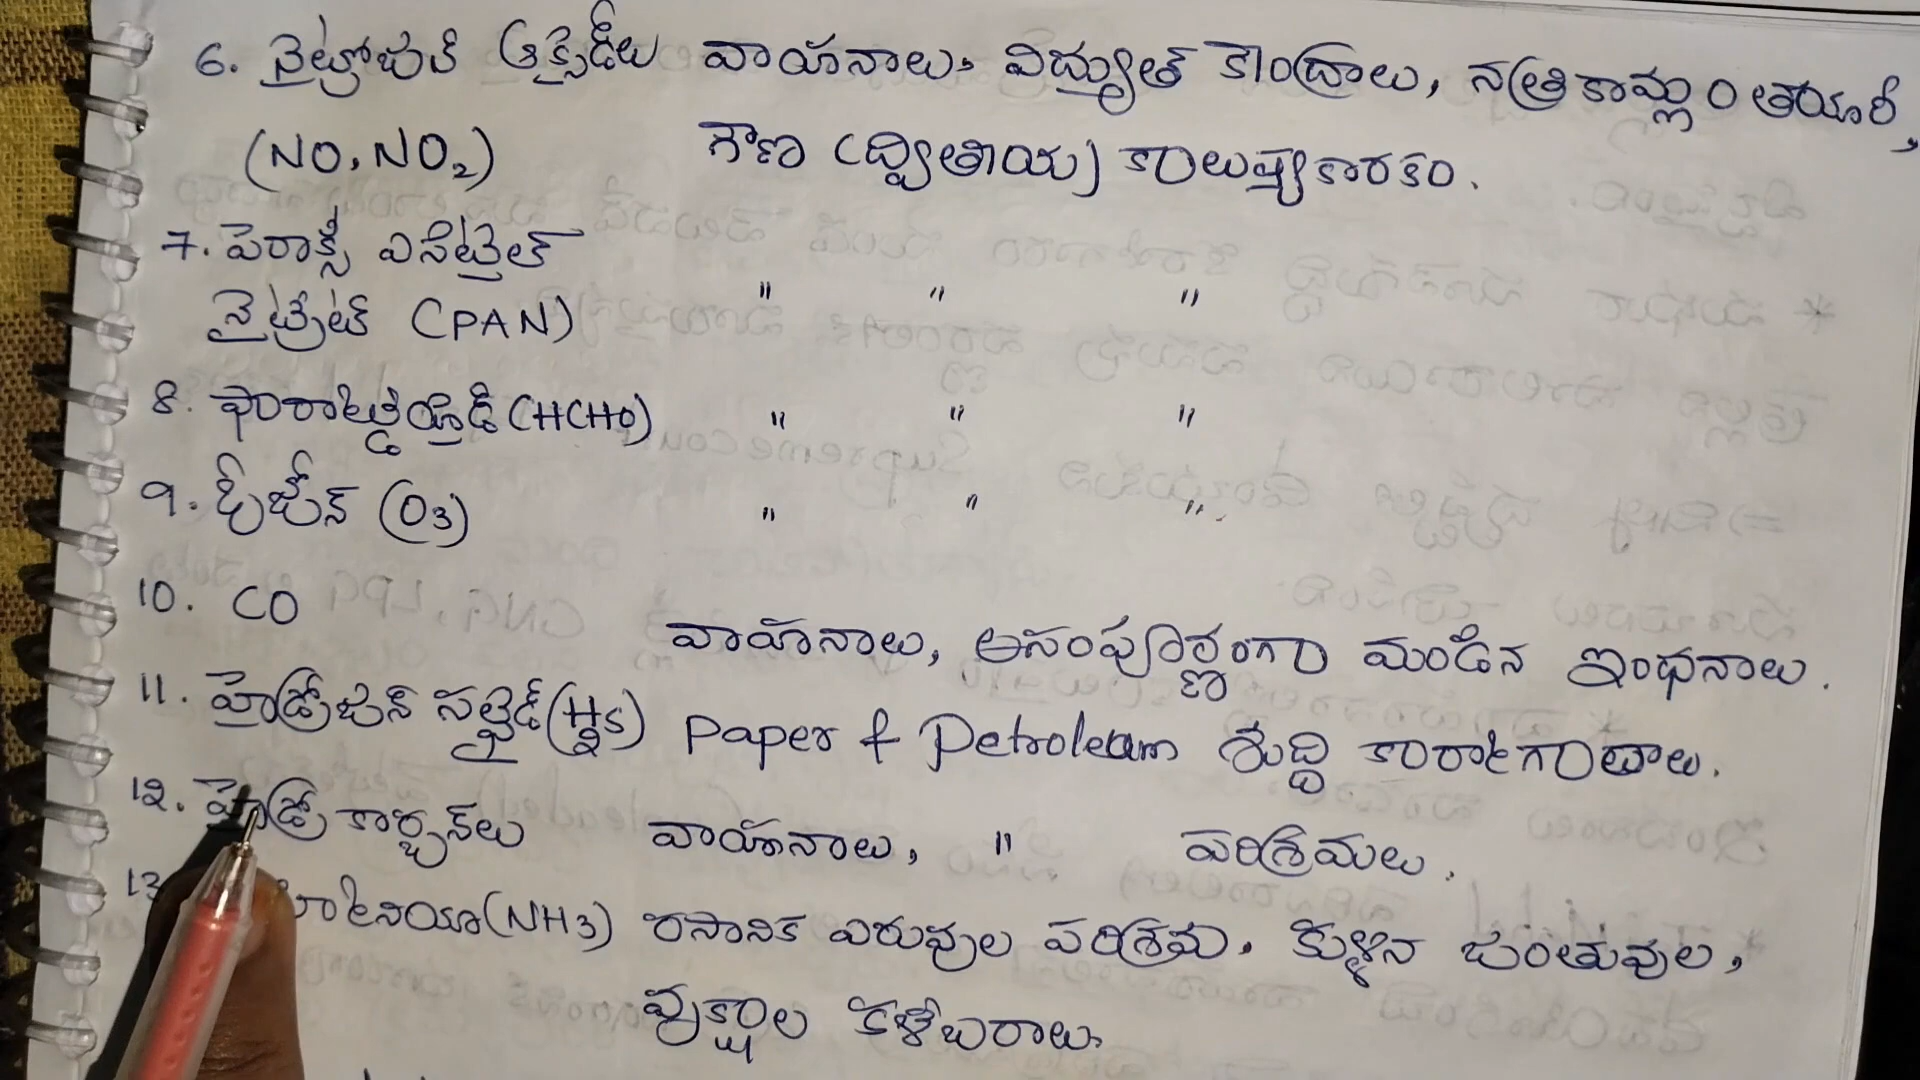 6. నైట్రోజన్ ఆక్సైడ్‌లు వాహనాలు, విద్యుత్ కేంద్రాలు, నత్రికామ్లం తయారీ,
(NO, NO2) గౌణ (ద్వితీయ) కాలుష్యకారకం.
7. పెరాక్సీ ఎసిటైల్
నైట్రేట్ (PAN) " " "
8. ఫార్మాల్డిహైడ్ (HCHO) " " "
9. ఓజోన్ (O3) " " "
10. CO
వాహనాలు, అసంపూర్ణంగా మండిన ఇంధనాలు.
11. హైడ్రోజన్ సల్ఫైడ్ (H2S) Paper & Petroleum శుద్ధి కార్మాగారాలు.
12. హైడ్రో కార్బన్‌లు వాహనాలు, " పరిశ్రమలు.
13 (NH3) రసానిక ఎరువుల పరిశ్రమ, కుళ్ళిన జంతువుల,
వృక్షాల కళేబరాలు.